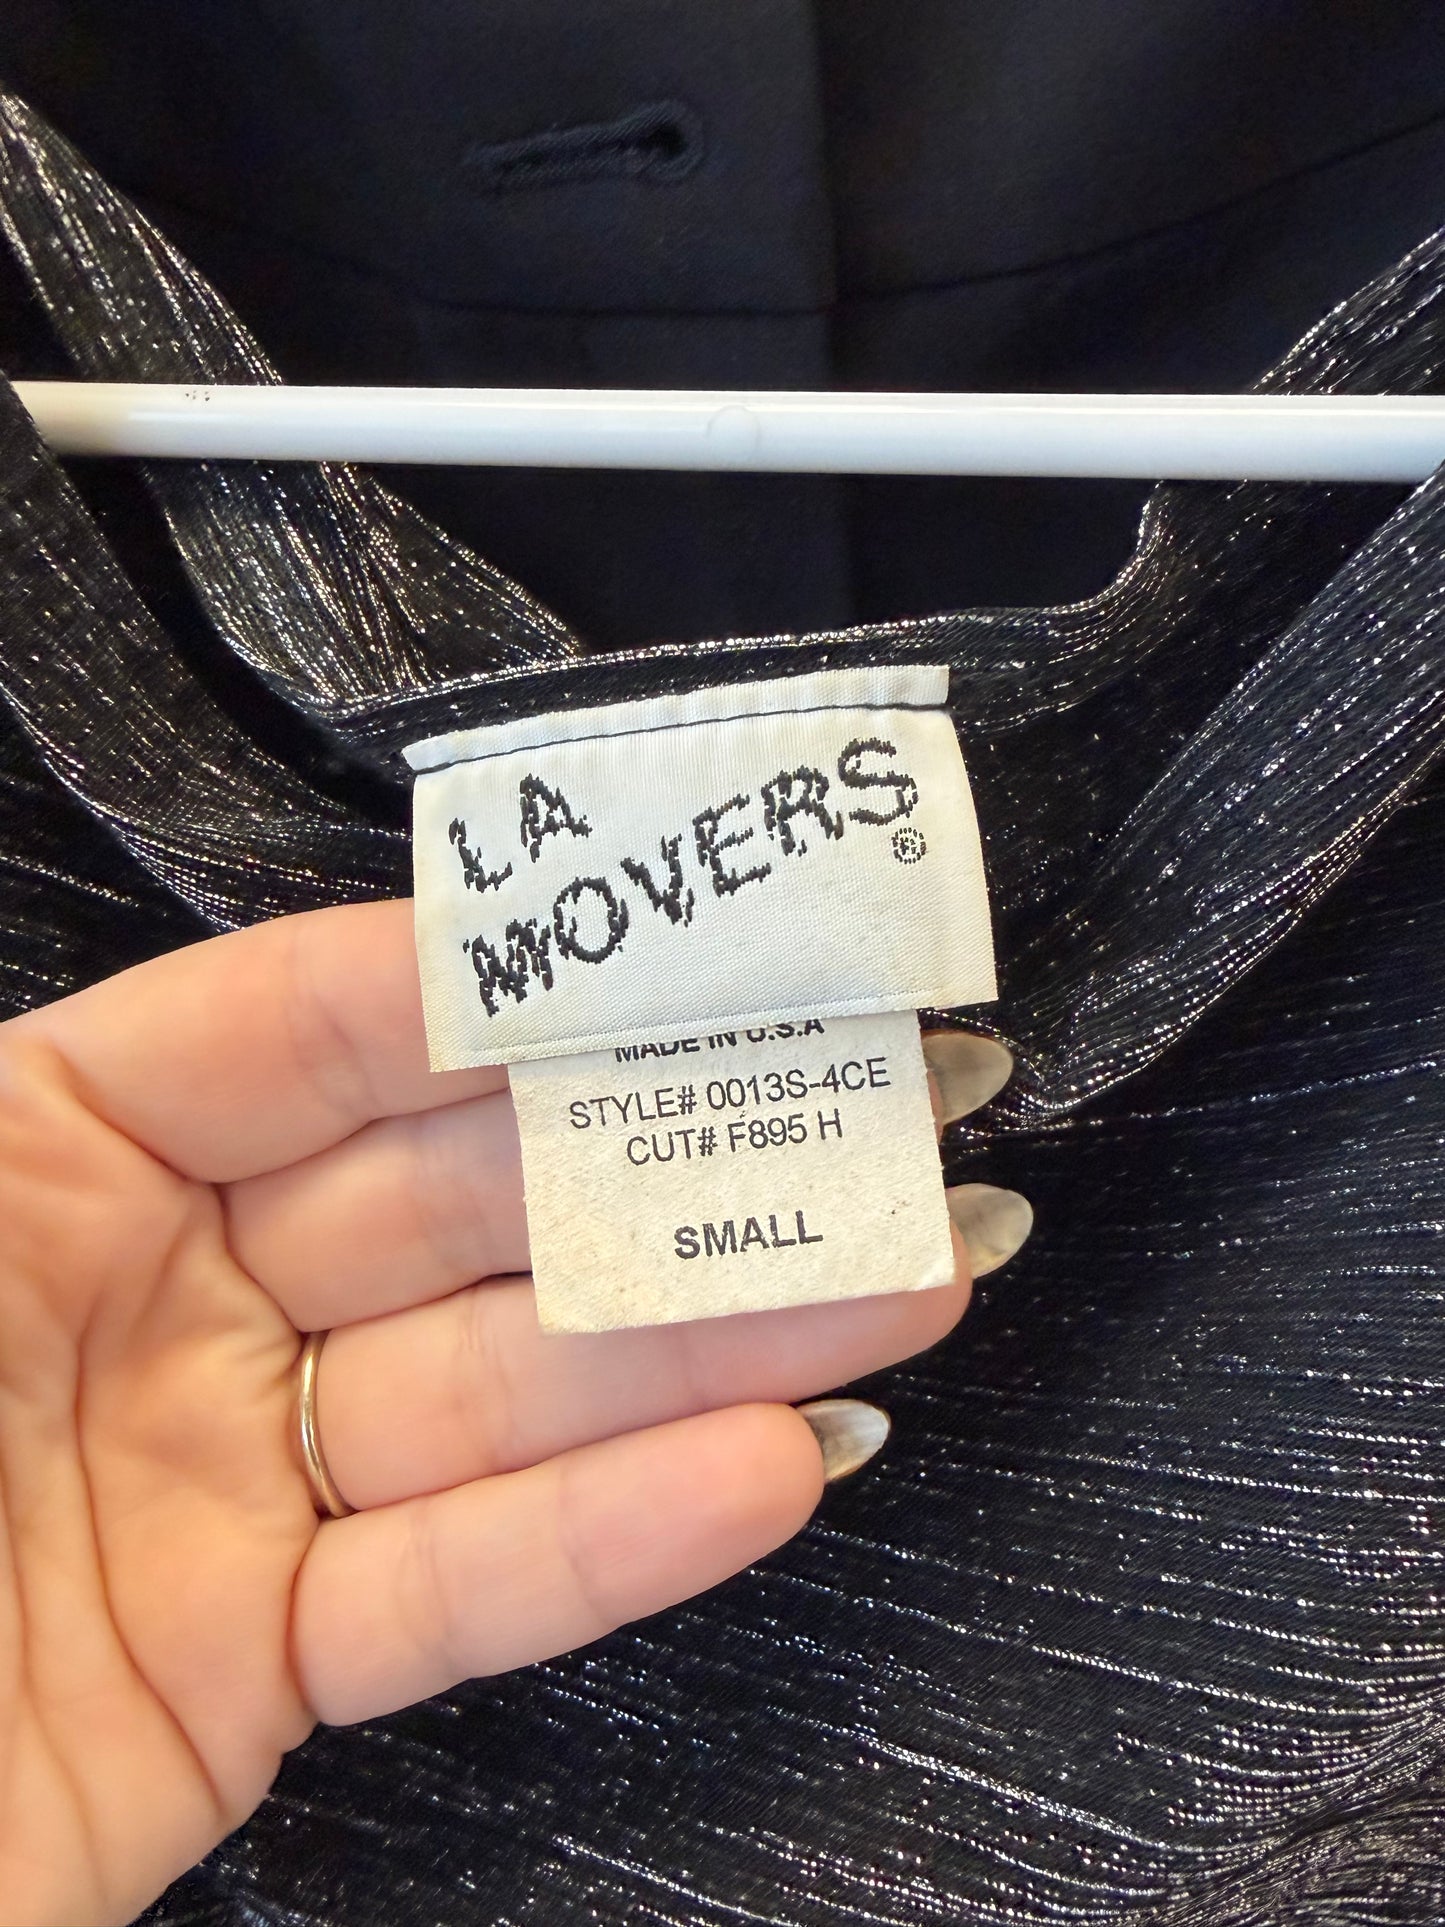 LA
MOVERS®
MADE IN U.S.A
STYLE# 0013S-4CE
CUT# F895 H
SMALL